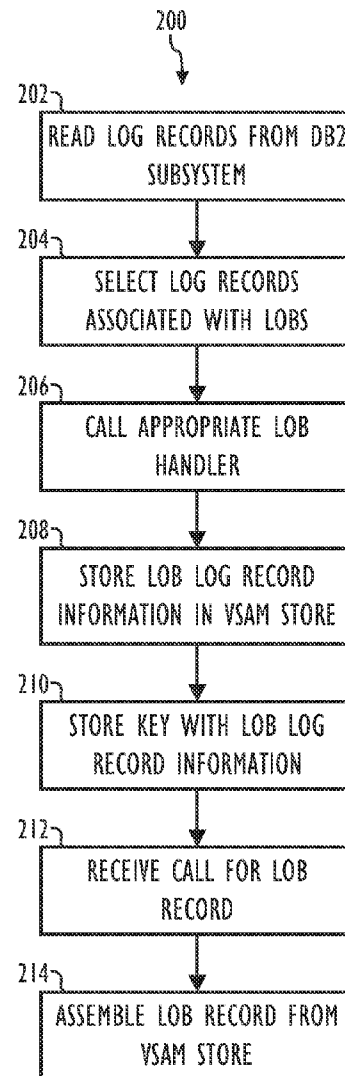 200
202
READ LOG RECORDS FROM DB2
SUBSYSTEM
204
SELECT LOG RECORDS
ASSOCIATED WITH LOBS
206
CALL APPROPRIATE LOB
HANDLER
208
STORE LOB LOG RECORD
INFORMATION IN VSAM STORE
210
STORE KEY WITH LOB LOG
RECORD INFORMATION
212
RECEIVE CALL FOR LOB
RECORD
214
ASSEMBLE LOB RECORD FROM
VSAM STORE